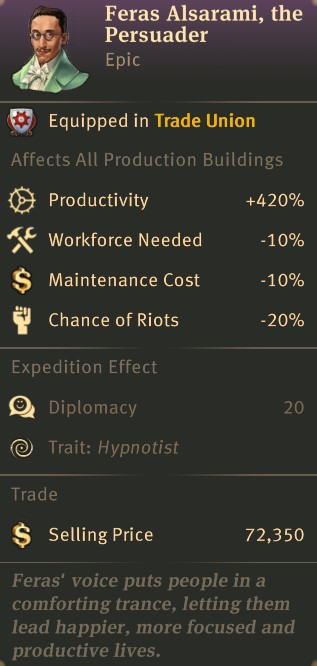 Feras Alsarami, the
Persuader
Epic
Equipped in Trade Union
Affects All Production Buildings
Productivity +420%
Workforce Needed -10%
Maintenance Cost -10%
Chance of Riots -20%
Expedition Effect
Diplomacy 20
Trait: Hypnotist
Trade
Selling Price 72,350
Feras' voice puts people in a
comforting trance, letting them
lead happier, more focused and
productive lives.